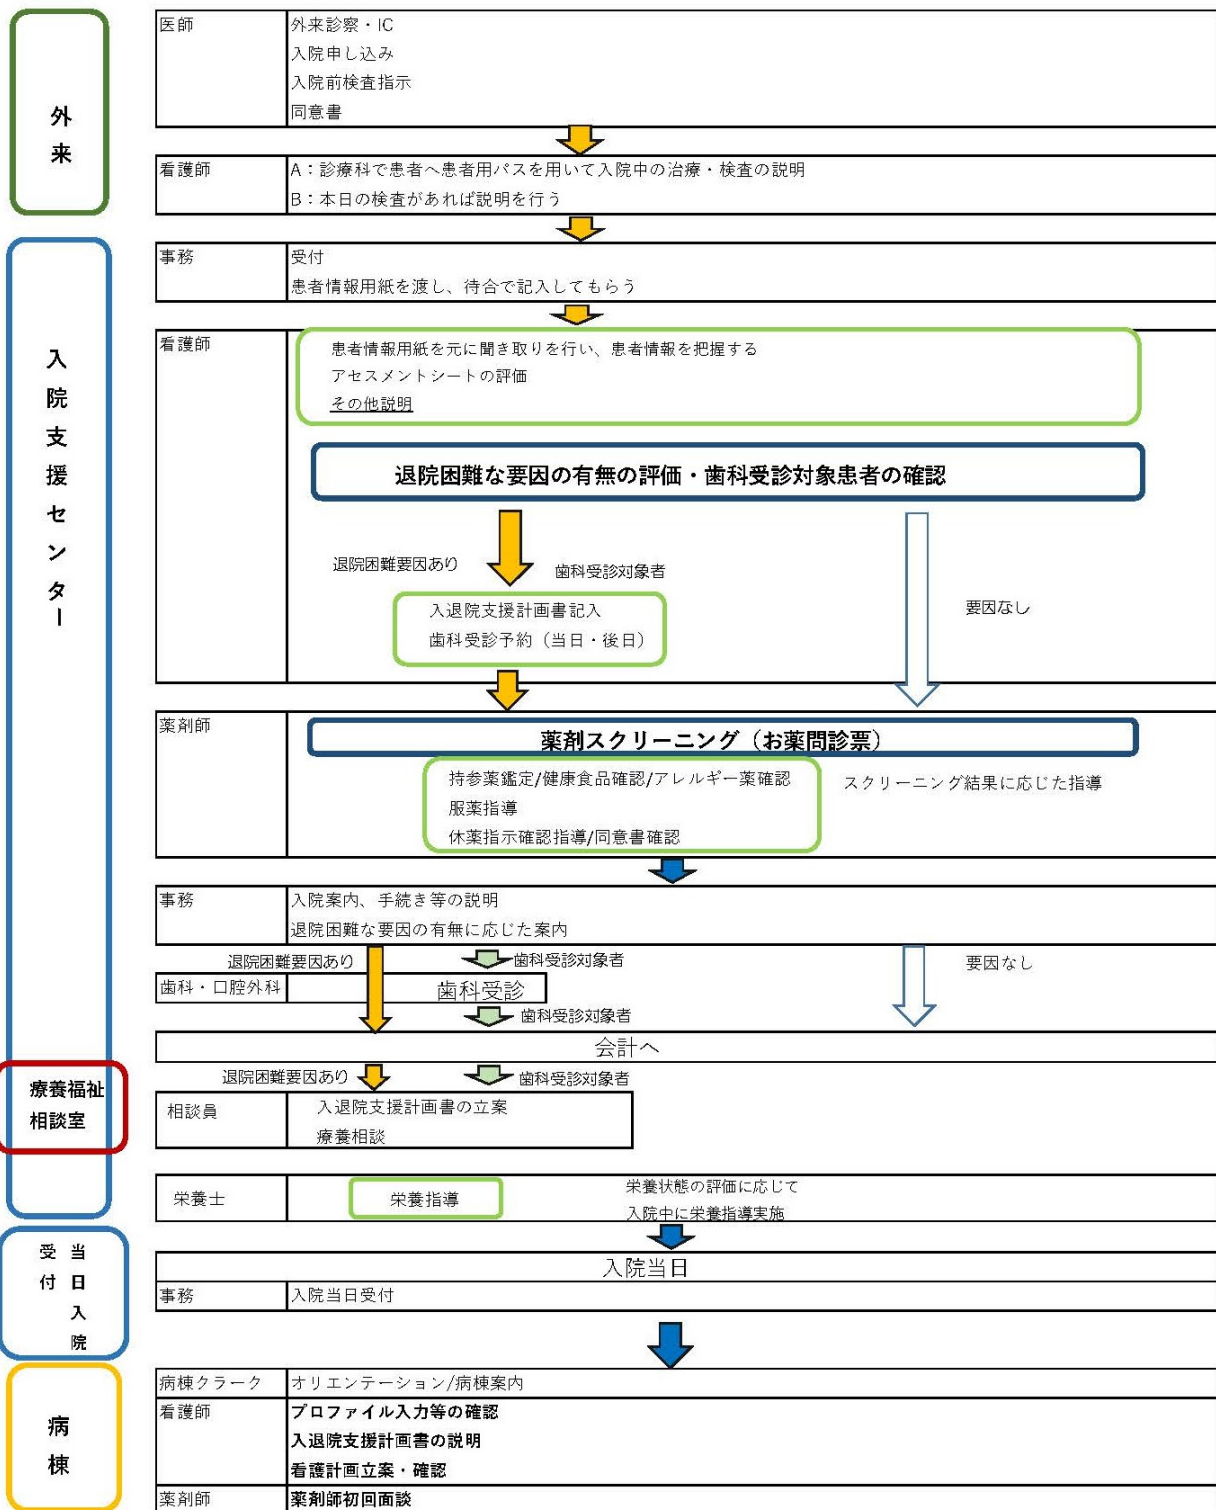 外来
医師
外来診察・IC
入院申し込み
入院前検査指示
同意書
看護師
A：診療科で患者へ患者用パスを用いて入院中の治療・検査の説明
B：本日の検査があれば説明を行う
入院支援センター
事務
受付
患者情報用紙を渡し、待合で記入してもらう
看護師
患者情報用紙を元に聞き取りを行い、患者情報を把握する
アセスメントシートの評価
その他説明
退院困難な要因の有無の評価・歯科受診対象患者の確認
退院困難要因あり
歯科受診対象者
要因なし
入退院支援計画書記入
歯科受診予約（当日・後日）
薬剤師
薬剤スクリーニング（お薬問診票）
持参薬鑑定/健康食品確認/アレルギー薬確認
服薬指導
休薬指示確認指導/同意書確認
スクリーニング結果に応じた指導
事務
入院案内、手続き等の説明
退院困難な要因の有無に応じた案内
退院困難要因あり
歯科受診対象者
要因なし
歯科・口腔外科
歯科受診
歯科受診対象者
会計へ
退院困難要因あり
歯科受診対象者
療養福祉
相談室
相談員
入退院支援計画書の立案
療養相談
栄養士
栄養指導
栄養状態の評価に応じて
入院中に栄養指導実施
当日入院
受付
入院当日
事務
入院当日受付
病棟
病棟クラーク
オリエンテーション/病棟案内
看護師
プロファイル入力等の確認
入退院支援計画書の説明
看護計画立案・確認
薬剤師
薬剤師初回面談